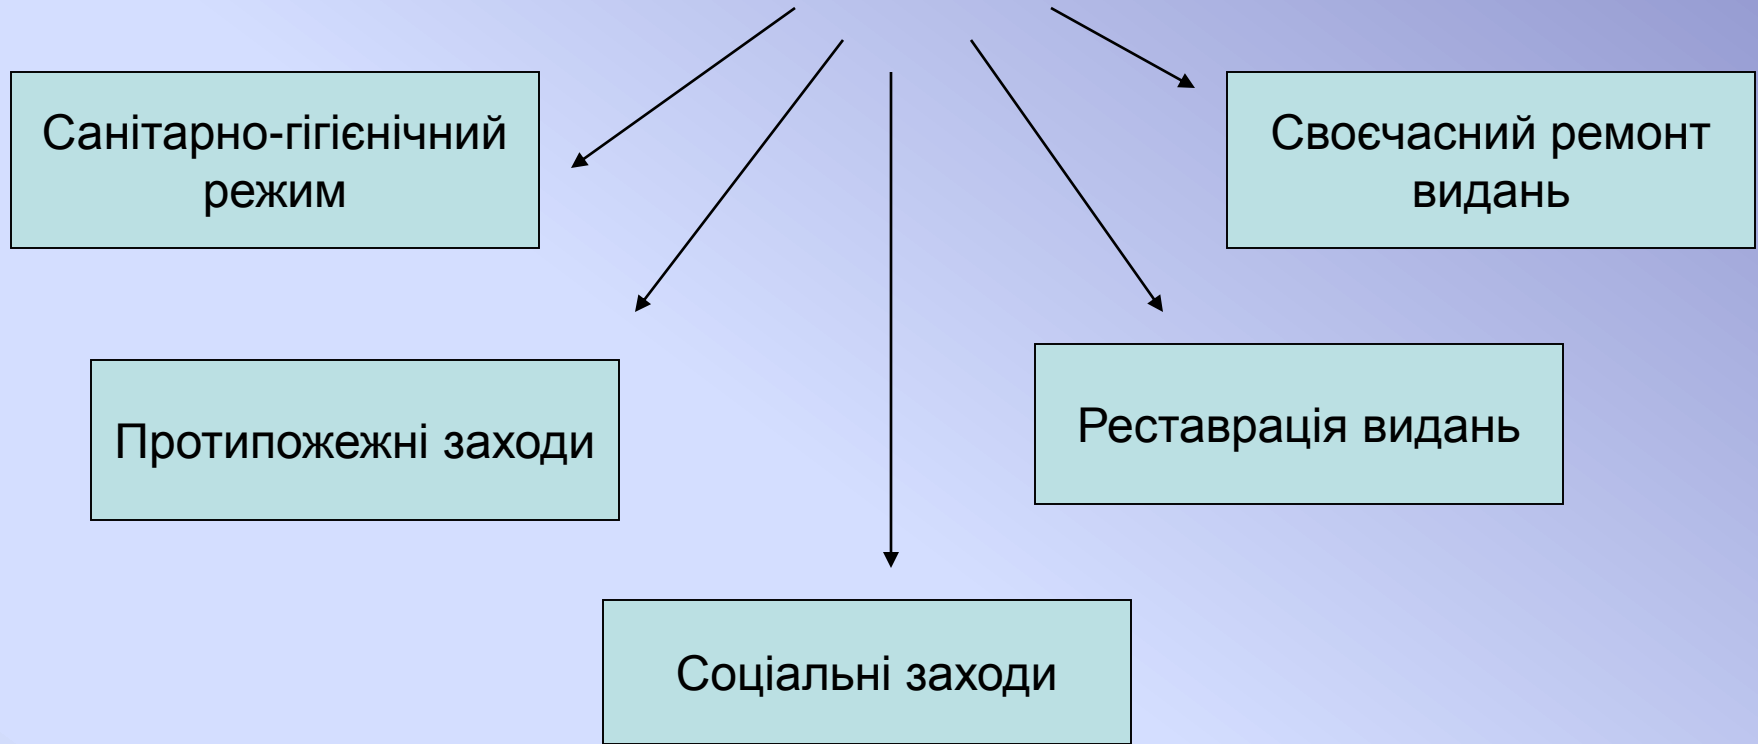 Санітарно-гігієнічний
режим
Своєчасний ремонт
видань
Протипожежні заходи
Реставрація видань
Соціальні заходи